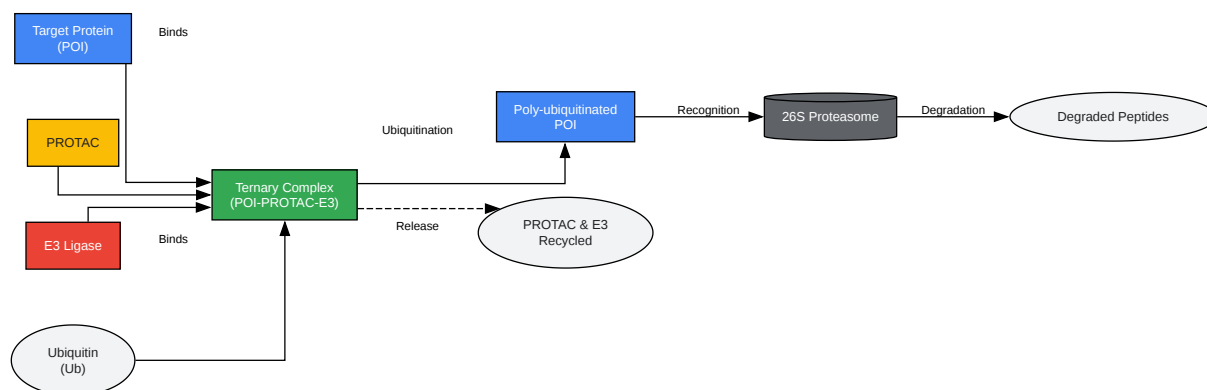 Target Protein
(POI)
Binds
PROTAC
E3 Ligase
Binds
Ubiquitin
(Ub)
Ternary Complex
(POI-PROTAC-E3)
Ubiquitination
Release
Poly-ubiquitinated
POI
PROTAC & E3
Recycled
Recognition
26S Proteasome
Degradation
Degraded Peptides